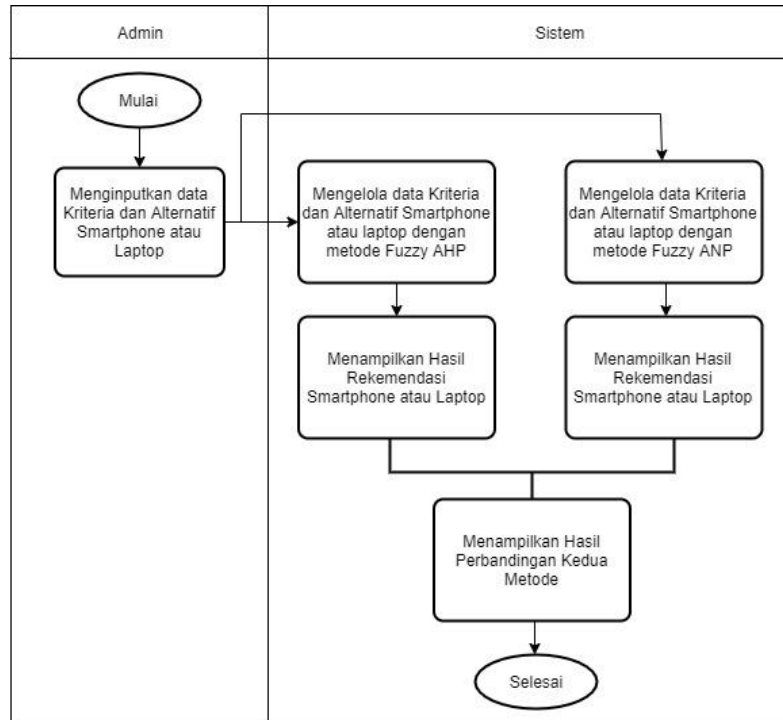 Admin
Sistem
Mulai
Menginputkan data
Kriteria dan Alternatif
Smartphone atau
Laptop
Mengelola data Kriteria
dan Alternatif Smartphone
atau laptop dengan
metode Fuzzy AHP
Mengelola data Kriteria
dan Alternatif Smartphone
atau laptop dengan
metode Fuzzy ANP
Menampilkan Hasil
Rekemendasi
Smartphone atau Laptop
Menampilkan Hasil
Rekemendasi
Smartphone atau Laptop
Menampilkan Hasil
Perbandingan Kedua
Metode
Selesai